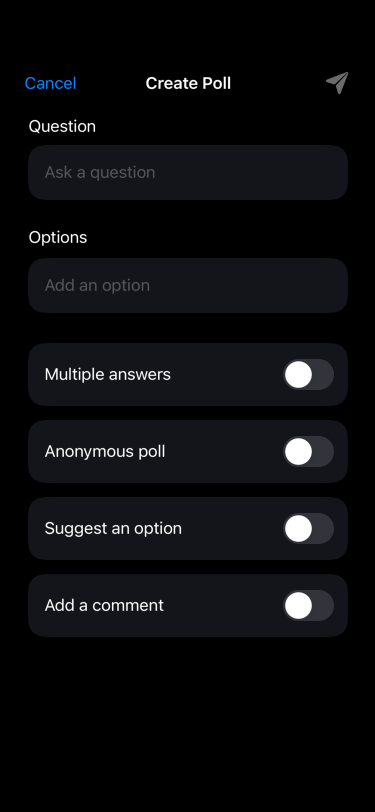 Cancel
Create Poll
Question
Ask a question
Options
Add an option
Multiple answers
Anonymous poll
Suggest an option
Add a comment